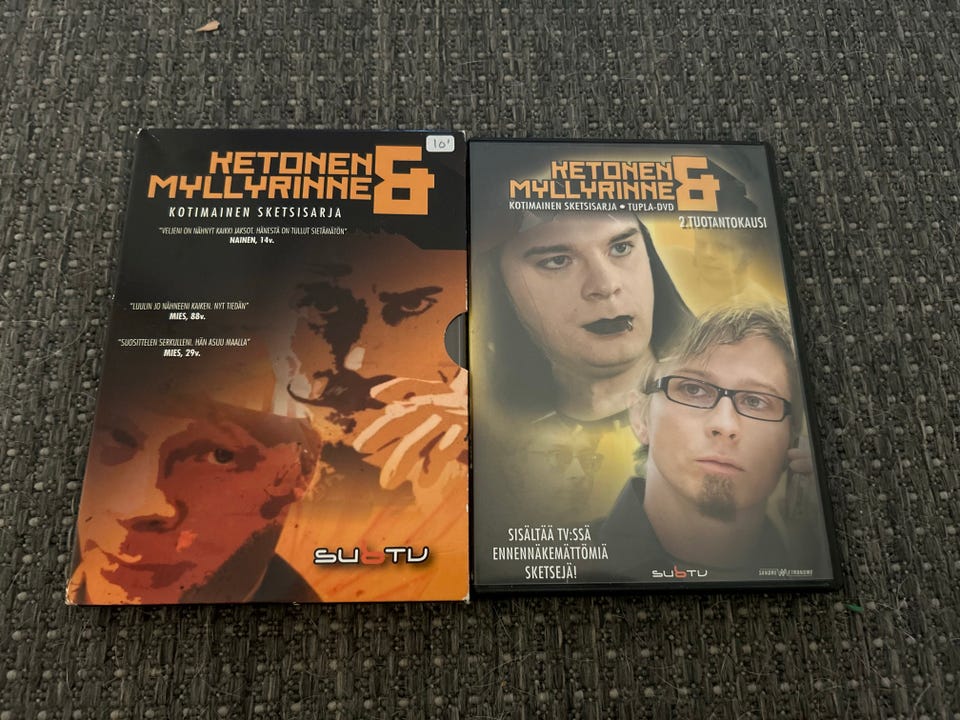 10'
KETONEN &
MYLLYRINNE
KOTIMAINEN SKETSISARJA
"VELJENI ON NÄHNYT KAIKKI JAKSOT. HÄNESTÄ ON TULLUT SIETÄMÄTÖN"
NAINEN, 14v.
"LUULIN JO NÄHNEENI KAIKEN. NYT TIEDÄN"
MIES, 88v.
"SUOSITTELEN SERKULLENI. HÄN ASUU MAALLA"
MIES, 29v.
SUBTV
KETONEN &
MYLLYRINNE
KOTIMAINEN SKETSISARJA • TUPLA-DVD
2.TUOTANTOKAUSI
SISÄLTÄÄ TV:SSÄ
ENNENNÄKEMÄTTÖMIÄ
SKETSEJÄ!
SUBTV
SANDREW METRONOME